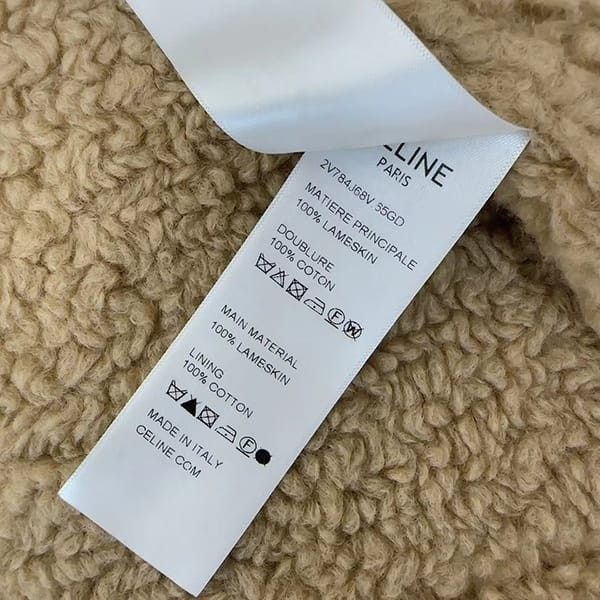 ELINE
PARIS
2V784J68V 35GD
MATIERE PRINCIPALE
100% LAMESKIN
DOUBLURE
100% COTON
MAIN MATERIAL
100% LAMESKIN
LINING
100% COTTON
MADE IN ITALY
CELINE.COM